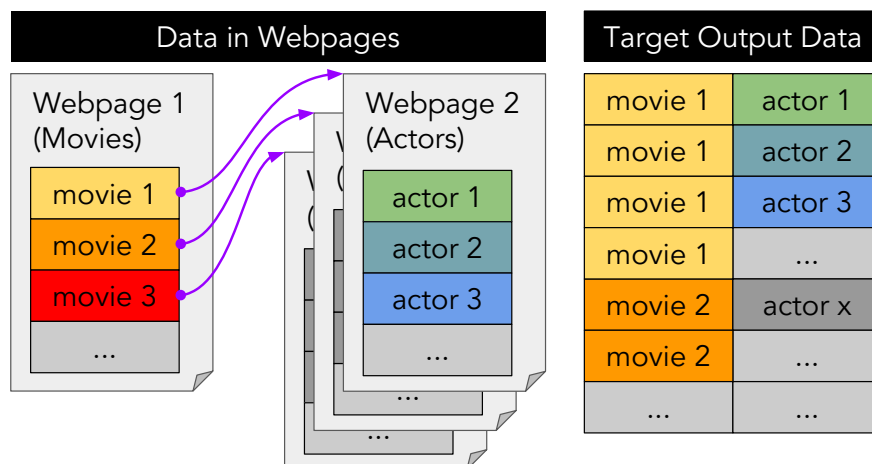 Data in Webpages
Webpage 1
(Movies)
movie 1
movie 2
movie 3
...
Webpage 2
(Actors)
actor 1
actor 2
actor 3
...
...
...
Target Output Data
movie 1 actor 1
movie 1 actor 2
movie 1 actor 3
movie 1 ...
movie 2 actor x
movie 2 ...
... ...